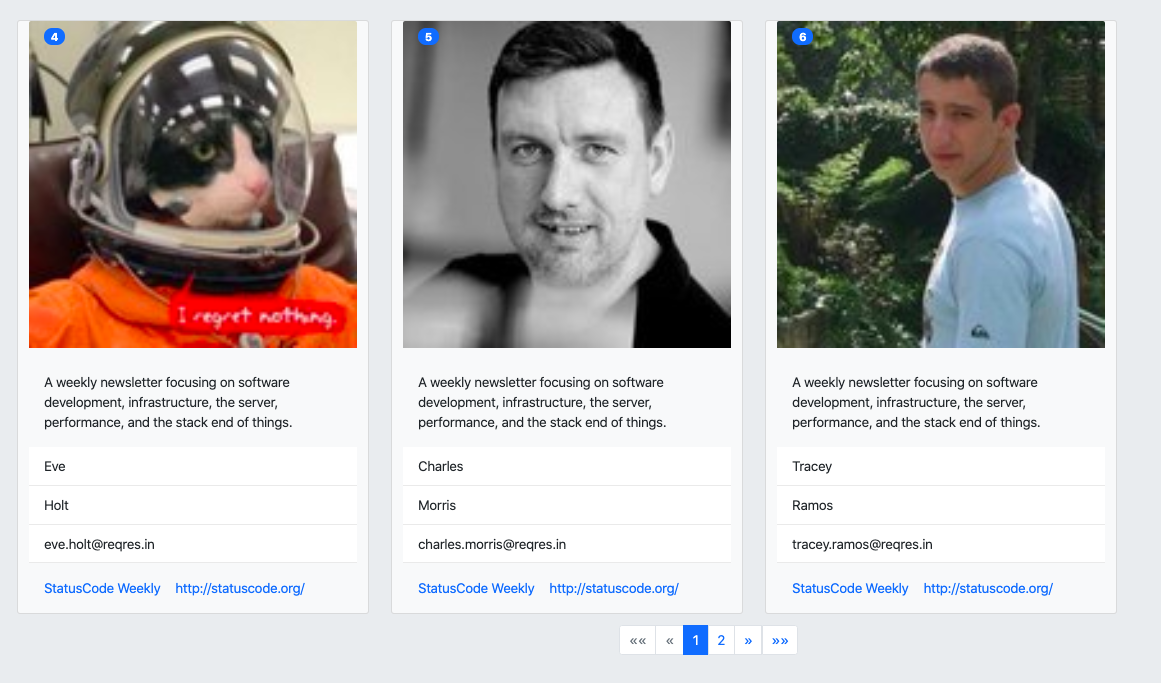 4
I regret nothing.
A weekly newsletter focusing on software
development, infrastructure, the server,
performance, and the stack end of things.
Eve
Holt
eve.holt@reqres.in
StatusCode Weekly http://statuscode.org/
5
A weekly newsletter focusing on software
development, infrastructure, the server,
performance, and the stack end of things.
Charles
Morris
charles.morris@reqres.in
StatusCode Weekly http://statuscode.org/
6
A weekly newsletter focusing on software
development, infrastructure, the server,
performance, and the stack end of things.
Tracey
Ramos
tracey.ramos@reqres.in
StatusCode Weekly http://statuscode.org/
«« « 1 2 » »»